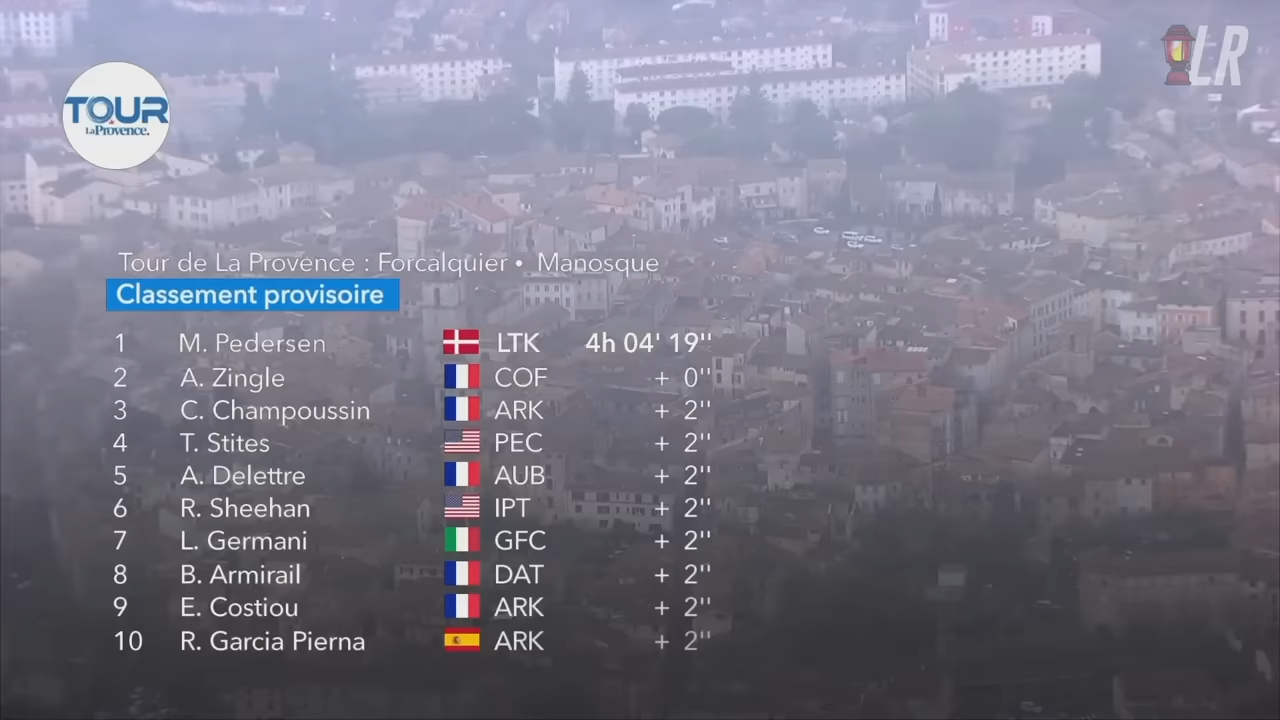 LR
TOUR
LaProvence.
Tour de La Provence : Forcalquier • Manosque
Classement provisoire
1 M. Pedersen LTK 4h 04' 19''
2 A. Zingle COF + 0''
3 C. Champoussin ARK + 2''
4 T. Stites PEC + 2''
5 A. Delettre AUB + 2''
6 R. Sheehan IPT + 2''
7 L. Germani GFC + 2''
8 B. Armirail DAT + 2''
9 E. Costiou ARK + 2''
10 R. Garcia Pierna ARK + 2''